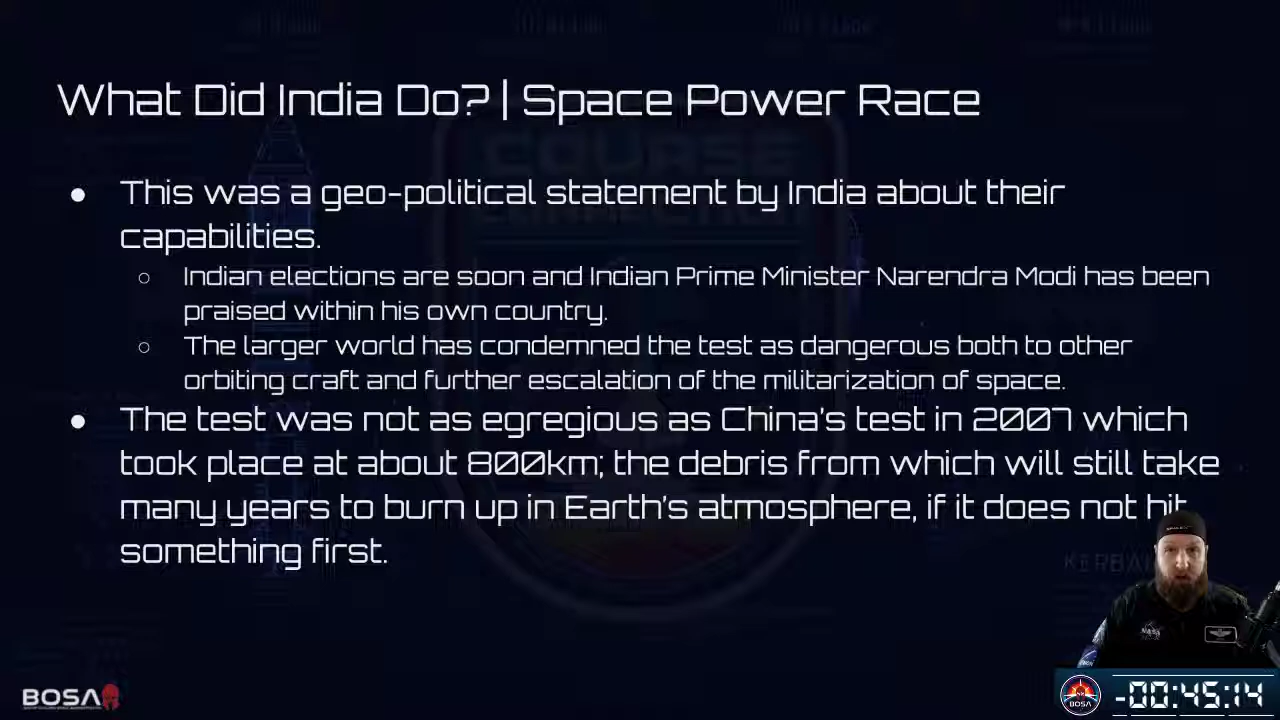 What Did India Do? | Space Power Race
● This was a geo-political statement by India about their
capabilities.
○ Indian elections are soon and Indian Prime Minister Narendra Modi has been
praised within his own country.
○ The larger world has condemned the test as dangerous both to other
orbiting craft and further escalation of the militarization of space.
● The test was not as egregious as China's test in 2007 which
took place at about 800km; the debris from which will still take
many years to burn up in Earth's atmosphere, if it does not hit
something first.
COURSE
KERBA
NASA
BOSA
BOSA
-00:45:14